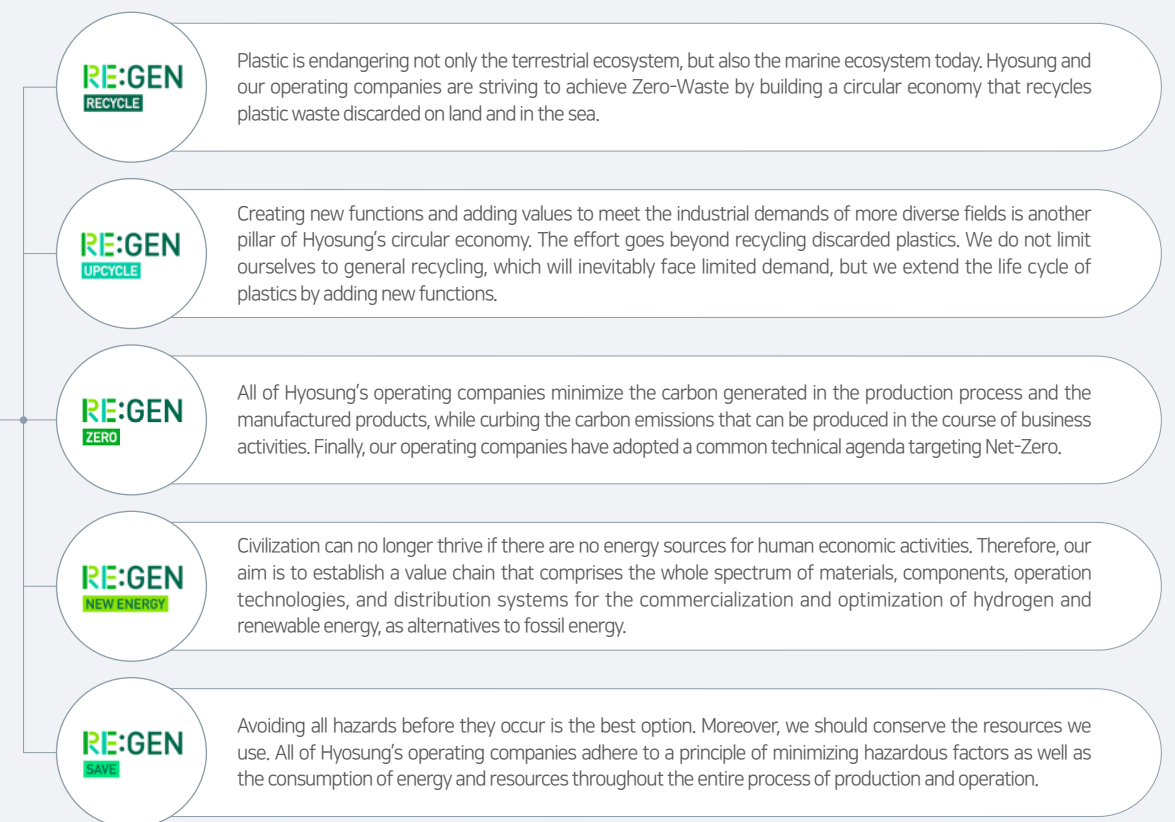 RE:GEN
RECYCLE
Plastic is endangering not only the terrestrial ecosystem, but also the marine ecosystem today. Hyosung and
our operating companies are striving to achieve Zero-Waste by building a circular economy that recycles
plastic waste discarded on land and in the sea.
RE:GEN
UPCYCLE
Creating new functions and adding values to meet the industrial demands of more diverse fields is another
pillar of Hyosung's circular economy. The effort goes beyond recycling discarded plastics. We do not limit
ourselves to general recycling, which will inevitably face limited demand, but we extend the life cycle of
plastics by adding new functions.
RE:GEN
ZERO
All of Hyosung's operating companies minimize the carbon generated in the production process and the
manufactured products, while curbing the carbon emissions that can be produced in the course of business
activities. Finally, our operating companies have adopted a common technical agenda targeting Net-Zero.
RE:GEN
NEW ENERGY
Civilization can no longer thrive if there are no energy sources for human economic activities. Therefore, our
aim is to establish a value chain that comprises the whole spectrum of materials, components, operation
technologies, and distribution systems for the commercialization and optimization of hydrogen and
renewable energy, as alternatives to fossil energy.
RE:GEN
SAVE
Avoiding all hazards before they occur is the best option. Moreover, we should conserve the resources we
use. All of Hyosung's operating companies adhere to a principle of minimizing hazardous factors as well as
the consumption of energy and resources throughout the entire process of production and operation.